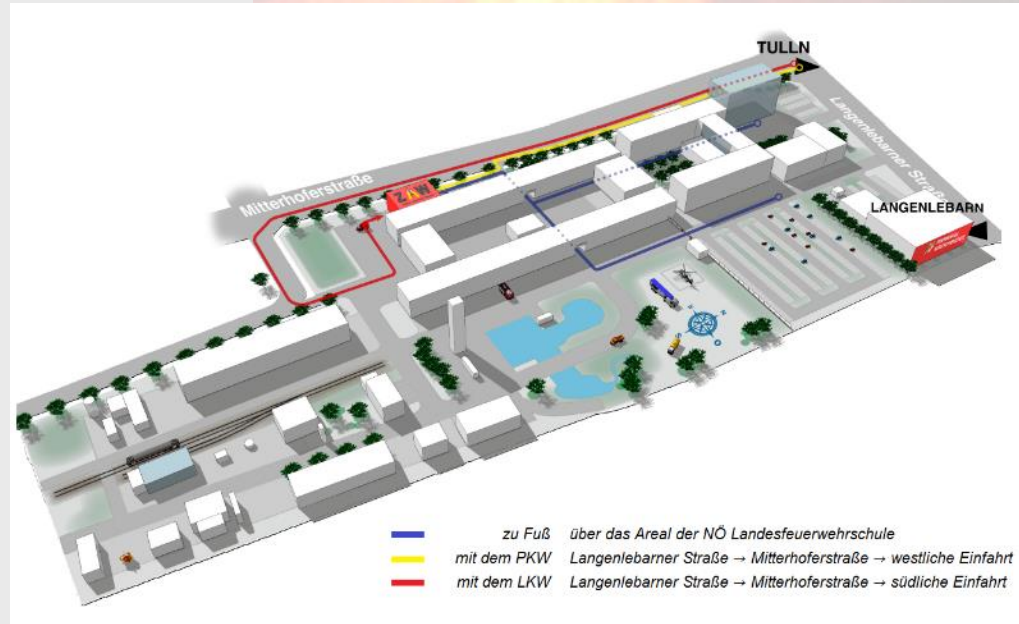 TULLN
Langenlebarner Straße
Mitterhoferstraße
ZAW
LANGENLEBARN
zu Fuß über das Areal der NÖ Landesfeuerwehrschule
mit dem PKW Langenlebarner Straße → Mitterhoferstraße → westliche Einfahrt
mit dem LKW Langenlebarner Straße → Mitterhoferstraße → südliche Einfahrt